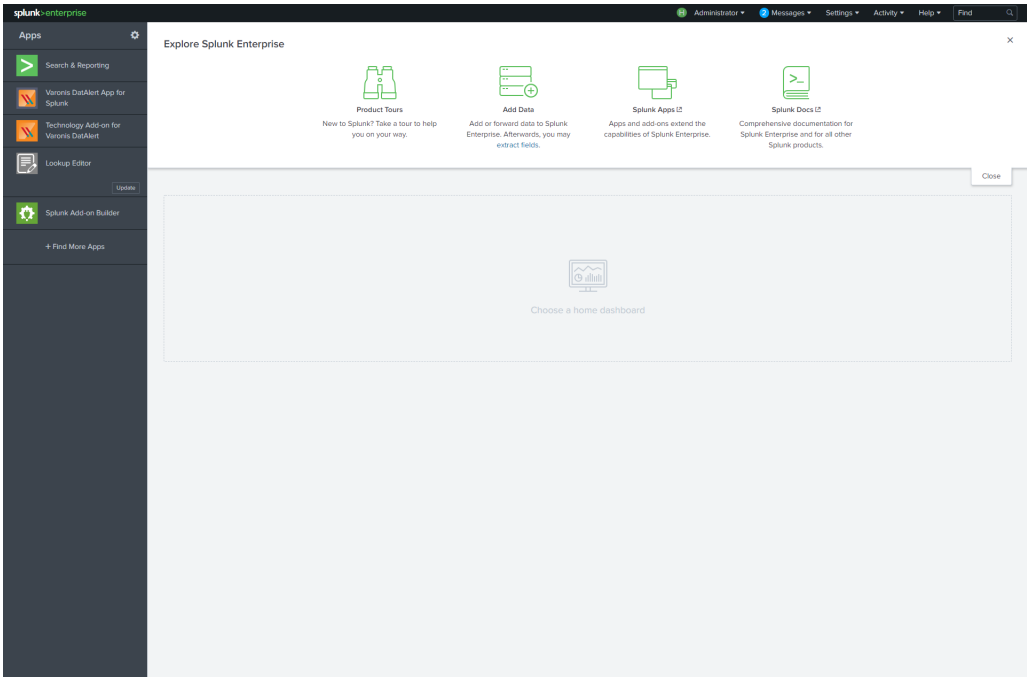 splunk>enterprise
H Administrator 2 Messages Settings Activity Help Find
Apps
Search & Reporting
Varonis DatAlert App for
Splunk
Technology Add-on for
Varonis DatAlert
Lookup Editor
Update
Splunk Add-on Builder
+ Find More Apps
Explore Splunk Enterprise
Product Tours
New to Splunk? Take a tour to help
you on your way.
Add Data
Add or forward data to Splunk
Enterprise. Afterwards, you may
extract fields.
Splunk Apps
Apps and add-ons extend the
capabilities of Splunk Enterprise.
Splunk Docs
Comprehensive documentation for
Splunk Enterprise and for all other
Splunk products.
Close
Choose a home dashboard